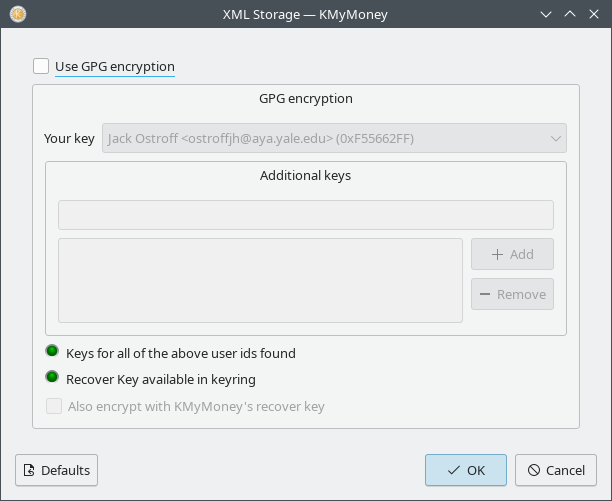 XML Storage — KMyMoney
Use GPG encryption
GPG encryption
Your key
Jack Ostroff <ostroffjh@aya.yale.edu> (0xF55662FF)
Additional keys
Add
Remove
Keys for all of the above user ids found
Recover Key available in keyring
Also encrypt with KMyMoney's recover key
Defaults
OK
Cancel